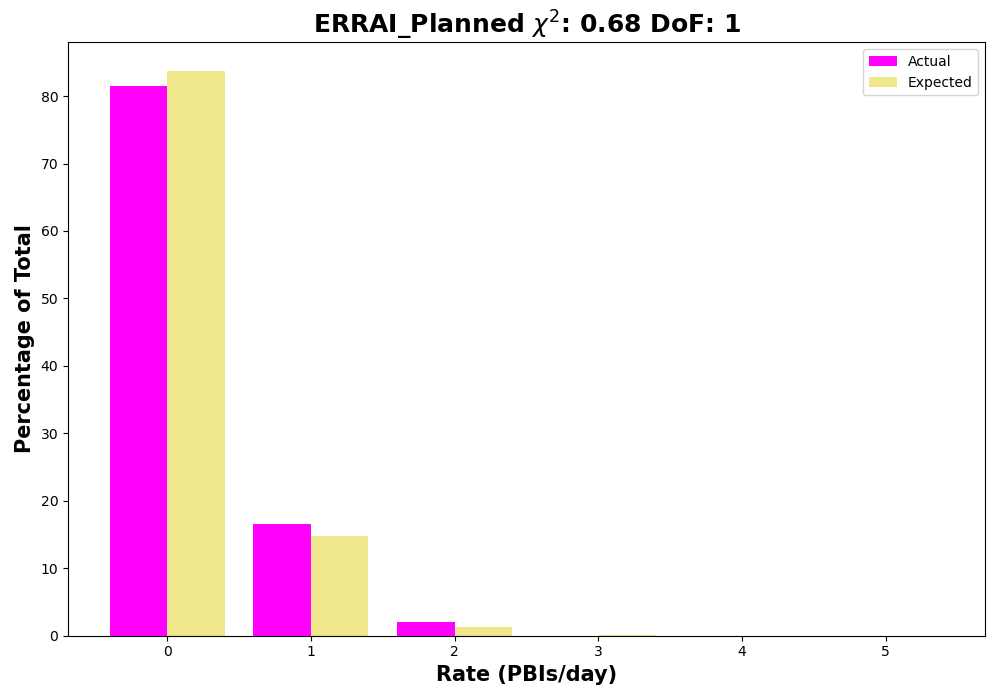 ERRAI_Planned χ²: 0.68 DoF: 1
Actual
Expected
Percentage of Total
80
70
60
50
40
30
20
10
0
0 1 2 3 4 5
Rate (PBIs/day)